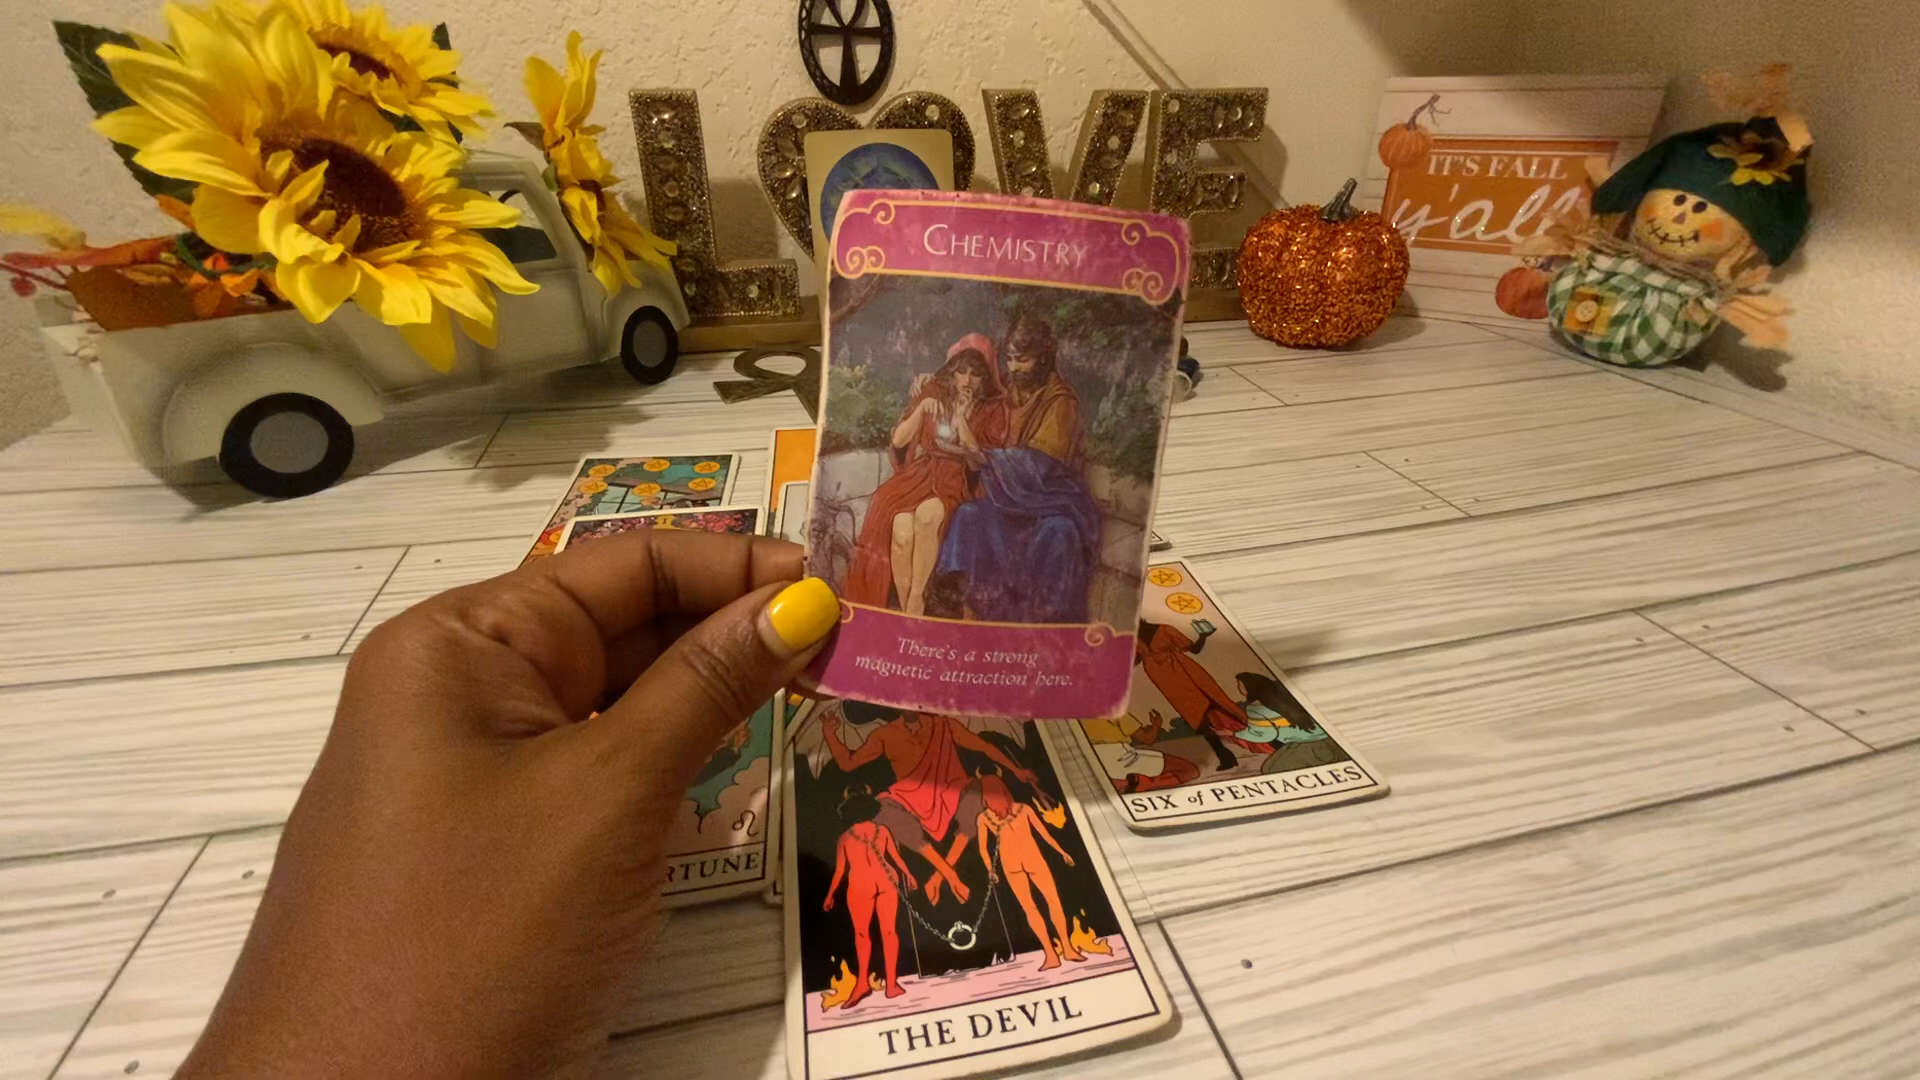 LOVE
IT'S FALL
y'all
CHEMISTRY
There's a strong
magnetic attraction here.
I
RTUNE
SIX of PENTACLES
THE DEVIL